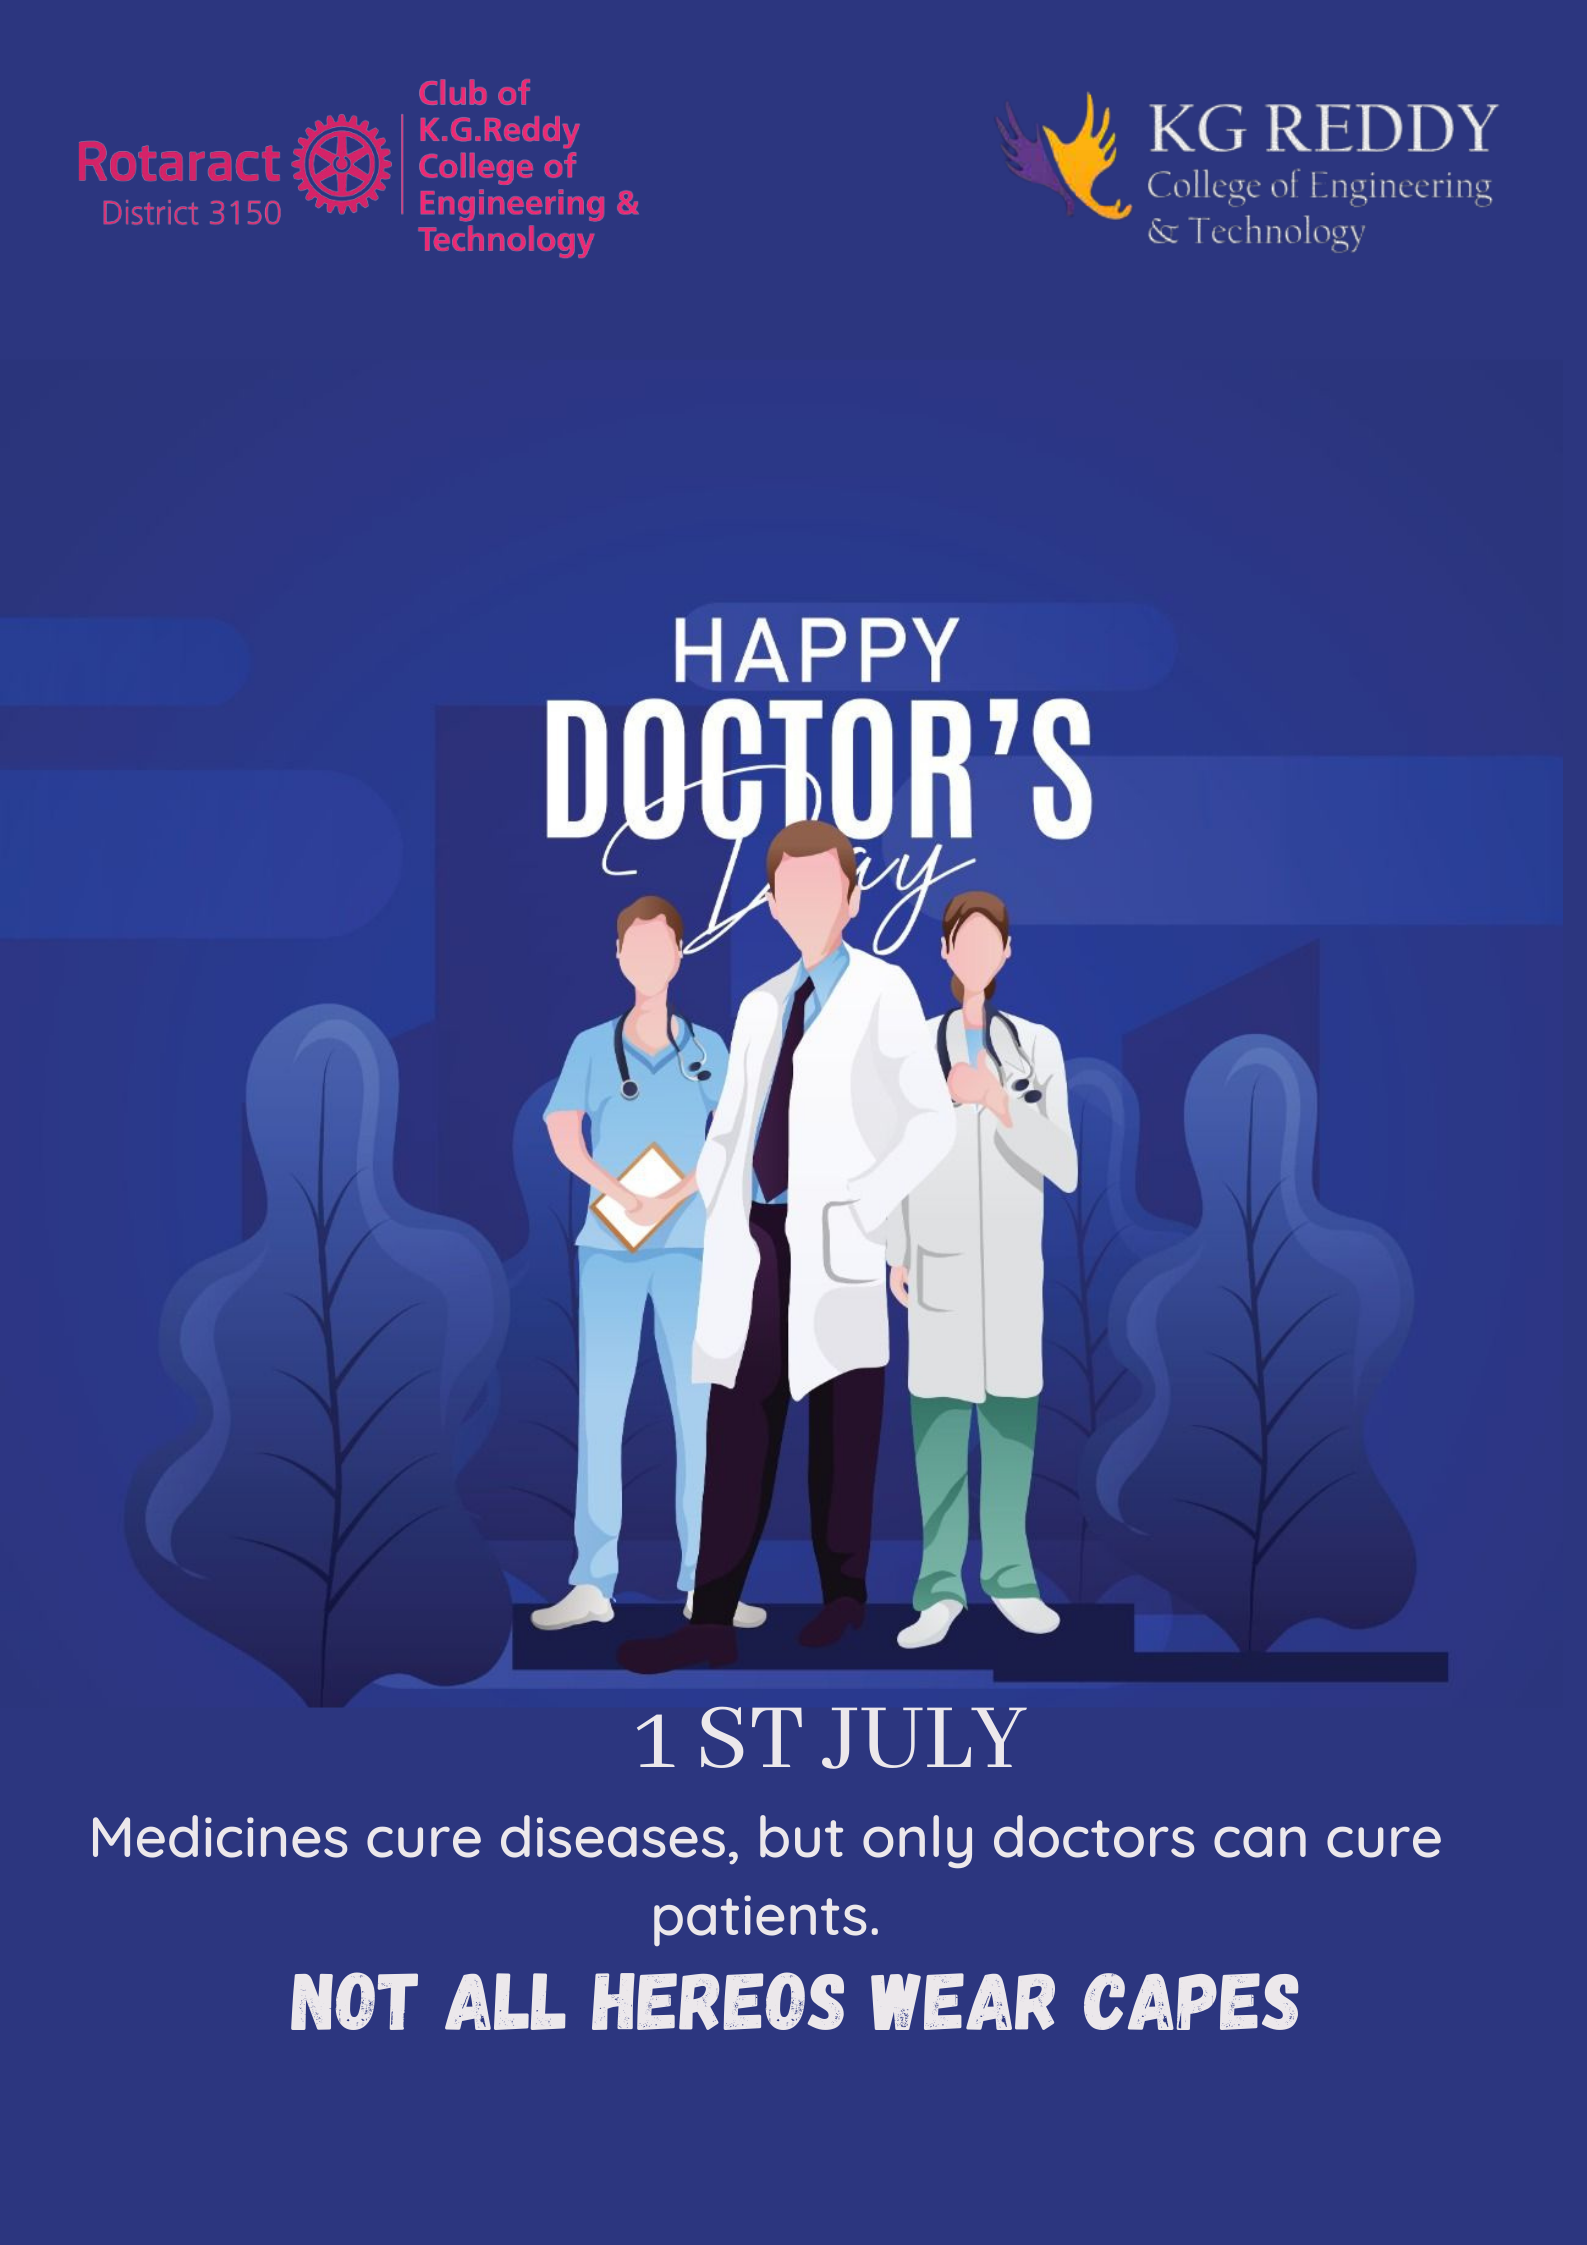 Rotaract
District 3150
Club of
K.G.Reddy
College of
Engineering &
Technology
KG REDDY
College of Engineering
& Technology
HAPPY
DOCTOR’S
Day
1 ST JULY
Medicines cure diseases, but only doctors can cure
patients.
NOT ALL HEREOS WEAR CAPES